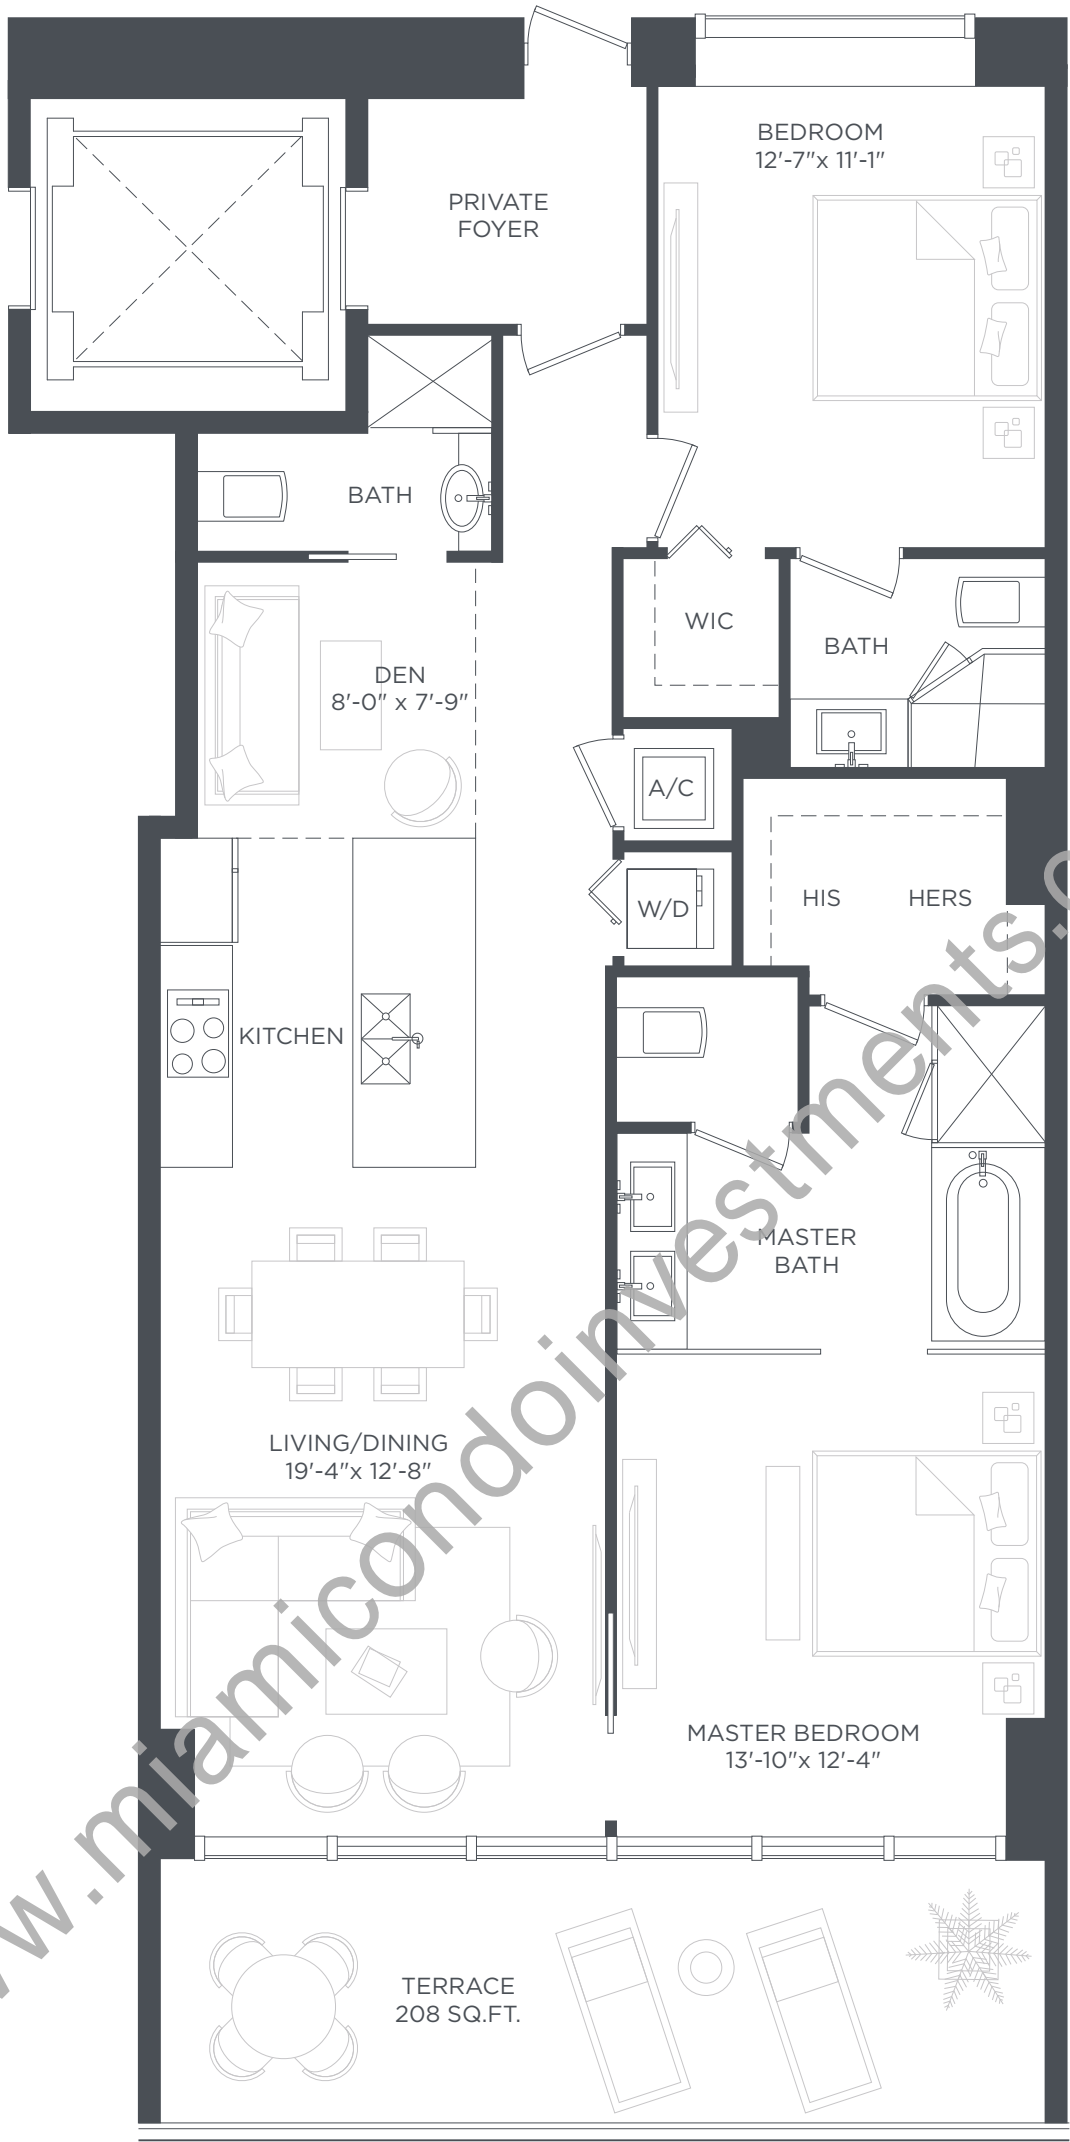 BEDROOM
12'-7"x 11'-1"
PRIVATE
FOYER
BATH
WIC
BATH
DEN
8'-0" x 7'-9"
A/C
W/D
HIS HERS
KITCHEN
MASTER
BATH
LIVING/DINING
19'-4"x 12'-8"
MASTER BEDROOM
13'-10"x 12'-4"
TERRACE
208 SQ.FT.
w.miamicondoinvestments.c